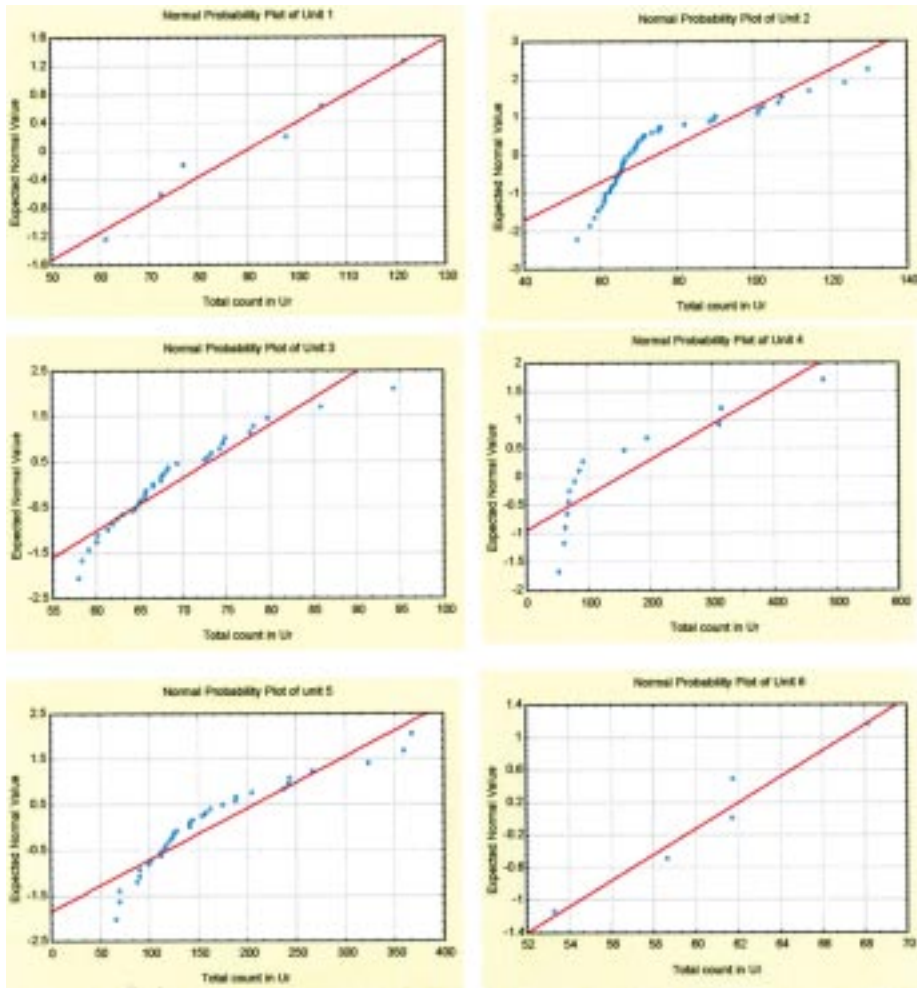 Normal Probability Plot of Unit 1
Expected Normal Value
1.6
1.2
0.8
0.4
0
-0.4
-0.8
-1.2
-1.6
50 60 70 80 90 100 110 120 130
Total count in Ur
Normal Probability Plot of Unit 2
Expected Normal Value
3
2
1
0
-1
-2
-3
40 60 80 100 120 140
Total count in Ur
Normal Probability Plot of Unit 3
Expected Normal Value
2.5
1.5
0.5
-0.5
-1.5
-2.5
55 60 65 70 75 80 85 90 95 100
Total count in Ur
Normal Probability Plot of Unit 4
Expected Normal Value
2
1.5
1
0.5
0
-0.5
-1
-1.5
-2
0 100 200 300 400 500 600
Total count in Ur
Normal Probability Plot of unit 5
Expected Normal Value
2.5
1.5
0.5
-0.5
-1.5
-2.5
0 50 100 150 200 250 300 350 400
Total count in Ur
Normal Probability Plot of Unit 6
Expected Normal Value
1.4
1
0.6
0.2
-0.2
-0.6
-1
-1.4
52 54 56 58 60 62 64 66 68 70
Total count in Ur